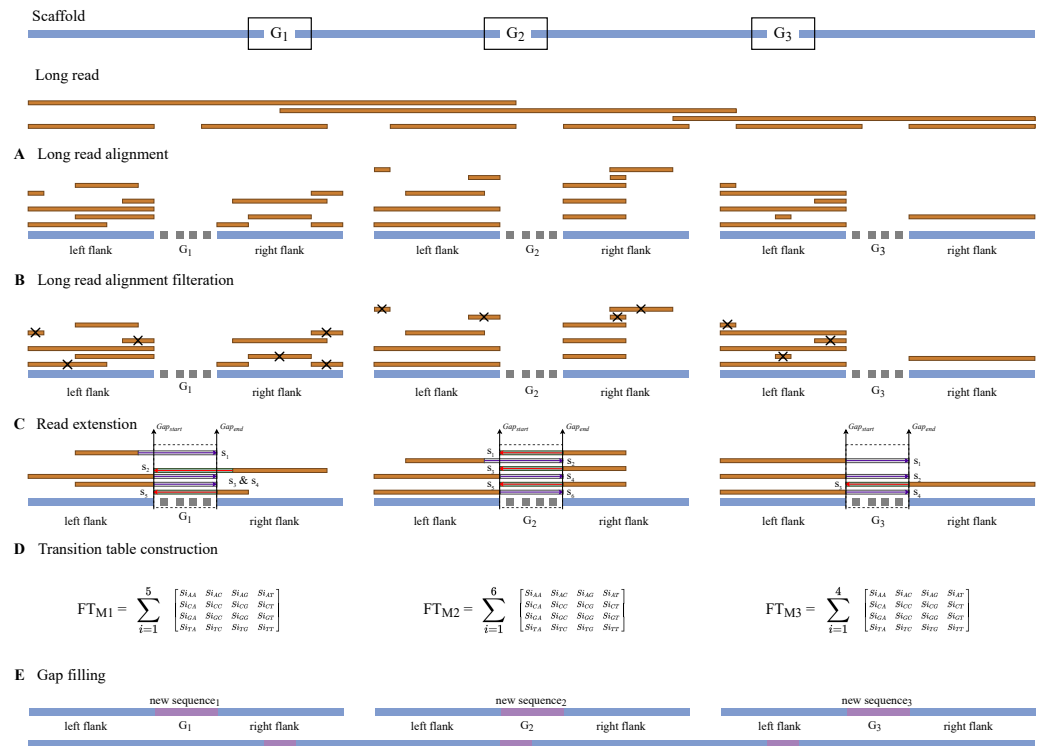 Scaffold
G1 G2 G3
Long read
A Long read alignment
left flank G1 right flank left flank G2 right flank left flank G3 right flank
B Long read alignment filteration
left flank G1 right flank left flank G2 right flank left flank G3 right flank
C Read extenstion
Gapstart Gapend Gapstart Gapend Gapstart Gapend
s1 s1 s2 s1
s2 s3
s3 & s4 s4 s2
s5 s5 s6 s3 s4
left flank G1 right flank left flank G2 right flank left flank G3 right flank
D Transition table construction
5 6 4
SiAA SiAC SiAG SiAT SiAA SiAC SiAG SiAT SiAA SiAC SiAG SiAT
FTM1 = ∑ SiCA SiCC SiCG SiCT FTM2 = ∑ SiCA SiCC SiCG SiCT FTM3 = ∑ SiCA SiCC SiCG SiCT
SiGA SiGC SiGG SiGT SiGA SiGC SiGG SiGT SiGA SiGC SiGG SiGT
i=1 SiTA SiTC SiTG SiTT i=1 SiTA SiTC SiTG SiTT i=1 SiTA SiTC SiTG SiTT
E Gap filling
new sequence1 new sequence2 new sequence3
left flank G1 right flank left flank G2 right flank left flank G3 right flank